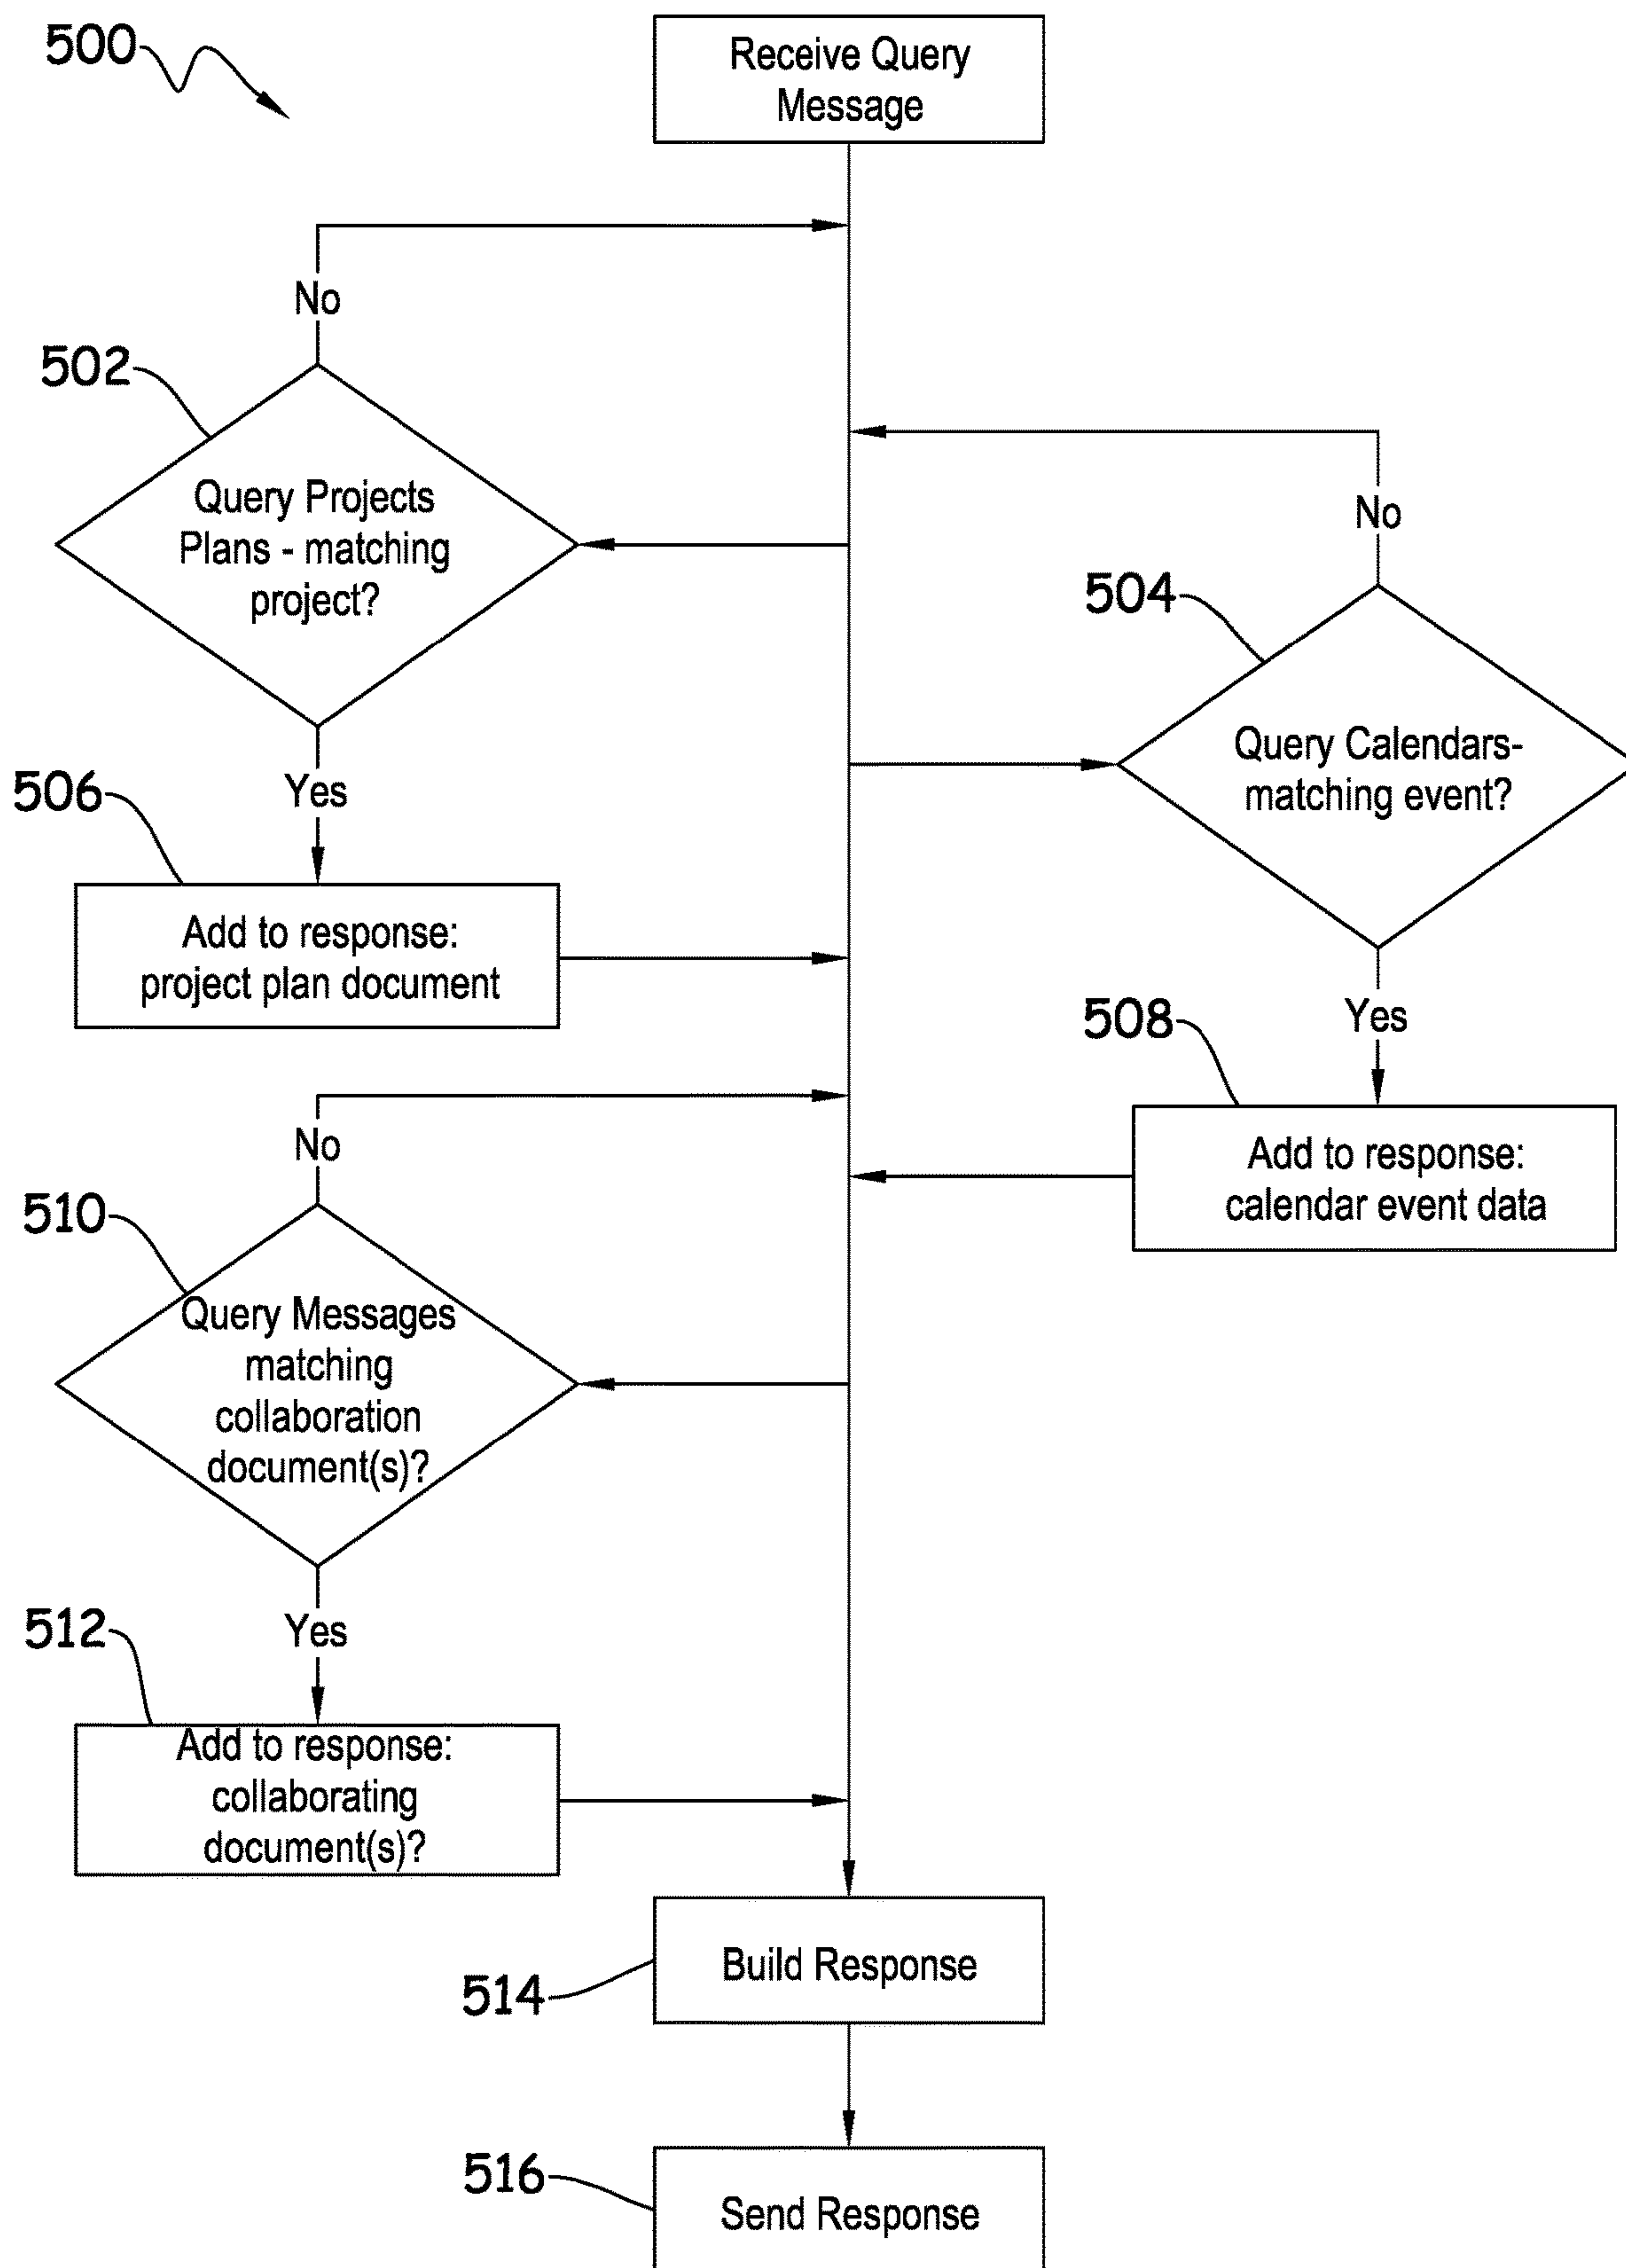 500
Receive Query
Message
No
502
Query Projects
Plans - matching
project?
No
504
Query Calendars-
matching event?
Yes
506
Add to response:
project plan document
Yes
508
Add to response:
calendar event data
No
510
Query Messages
matching
collaboration
document(s)?
Yes
512
Add to response:
collaborating
document(s)?
Build Response
514
516
Send Response